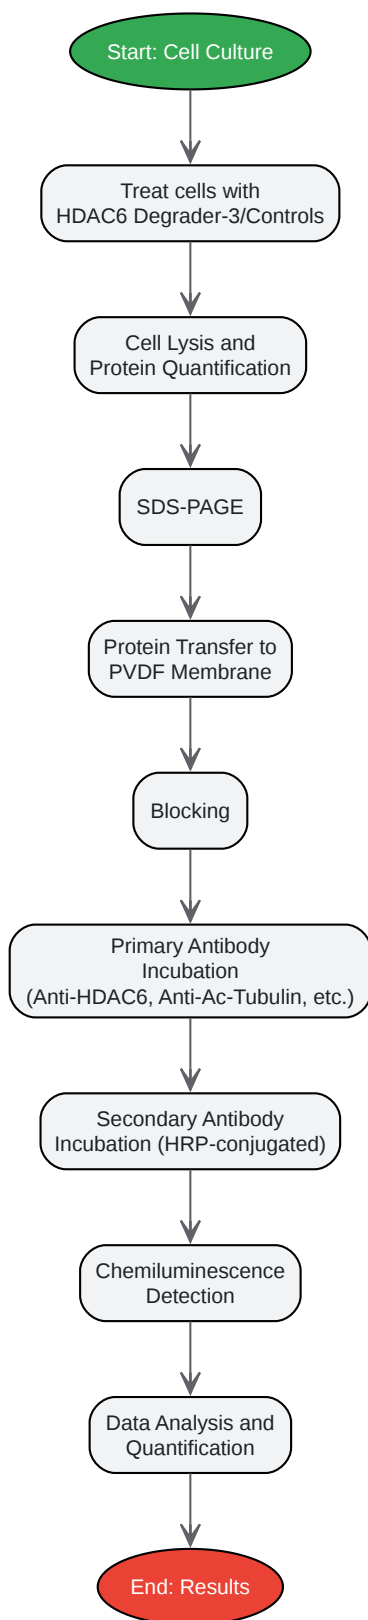 Start: Cell Culture
Treat cells with
HDAC6 Degrader-3/Controls
Cell Lysis and
Protein Quantification
SDS-PAGE
Protein Transfer to
PVDF Membrane
Blocking
Primary Antibody
Incubation
(Anti-HDAC6, Anti-Ac-Tubulin, etc.)
Secondary Antibody
Incubation (HRP-conjugated)
Chemiluminescence
Detection
Data Analysis and
Quantification
End: Results